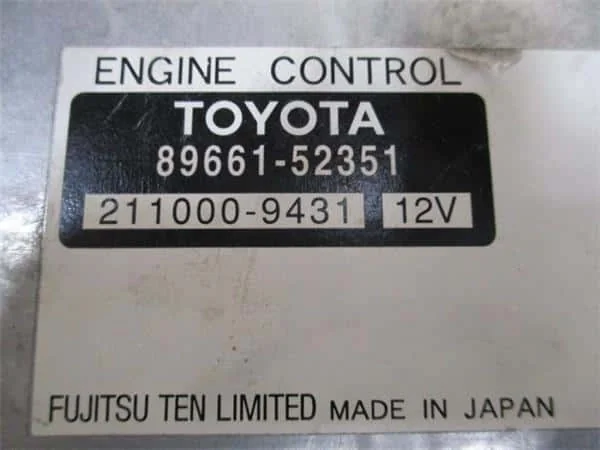 ENGINE CONTROL
TOYOTA
89661-52351
211000-9431 12V
FUJITSU TEN LIMITED MADE IN JAPAN